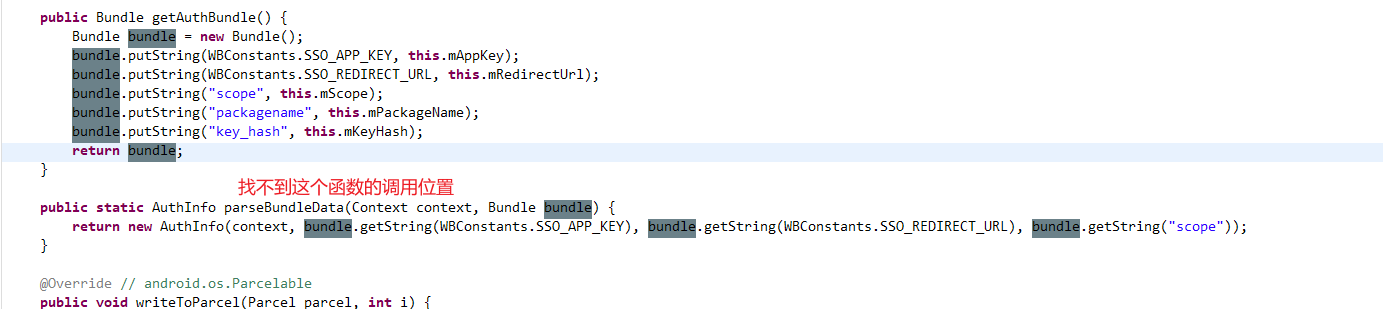 public Bundle getAuthBundle() {
Bundle bundle = new Bundle();
bundle.putString(WBConstants.SSO_APP_KEY, this.mAppKey);
bundle.putString(WBConstants.SSO_REDIRECT_URL, this.mRedirectUrl);
bundle.putString("scope", this.mScope);
bundle.putString("packagename", this.mPackageName);
bundle.putString("key_hash", this.mKeyHash);
return bundle;
}
找不到这个函数的调用位置
public static AuthInfo parseBundleData(Context context, Bundle bundle) {
return new AuthInfo(context, bundle.getString(WBConstants.SSO_APP_KEY), bundle.getString(WBConstants.SSO_REDIRECT_URL), bundle.getString("scope"));
}
@Override // android.os.Parcelable
public void writeToParcel(Parcel parcel, int i) {